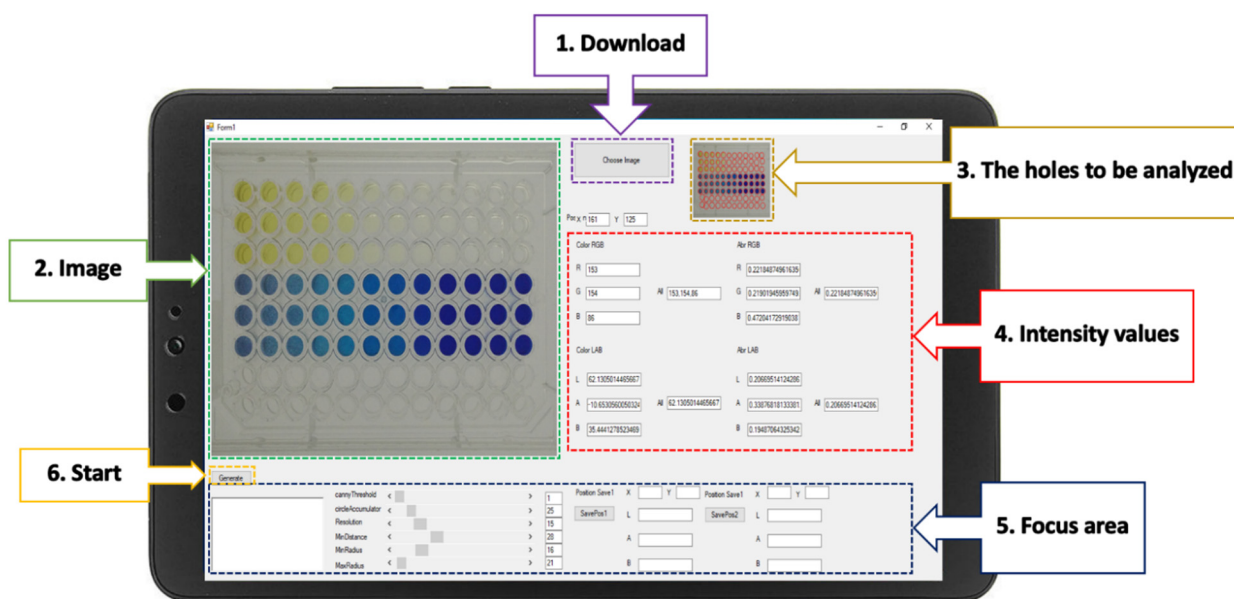 1. Download
Form1
Choose Image
3. The holes to be analyzed
X 161 Y 125
2. Image
Color RGB Abr RGB
R 153 R 0.22184874961635
G 154 All 153,154,86 G 0.21901945959749 All 0.22184874961635
B 86 B 0.47204172919038
4. Intensity values
Color LAB Abr LAB
L 62.1305014465667 L 0.20669514124286
A -10.6530560050324 All 62.1305014465667 A 0.33876818133381 All 0.20669514124286
B 35.4441278523469 B 0.19487064325342
6. Start
Generate
cannyThreshold 1 Position Save1 X Y Position Save1 X Y
circleAccumulator 25
SavePos1 L SavePos2 L
Resolution 15
MinDistance 28
A A
MinRadius 16
MaxRadius 21
B B
5. Focus area